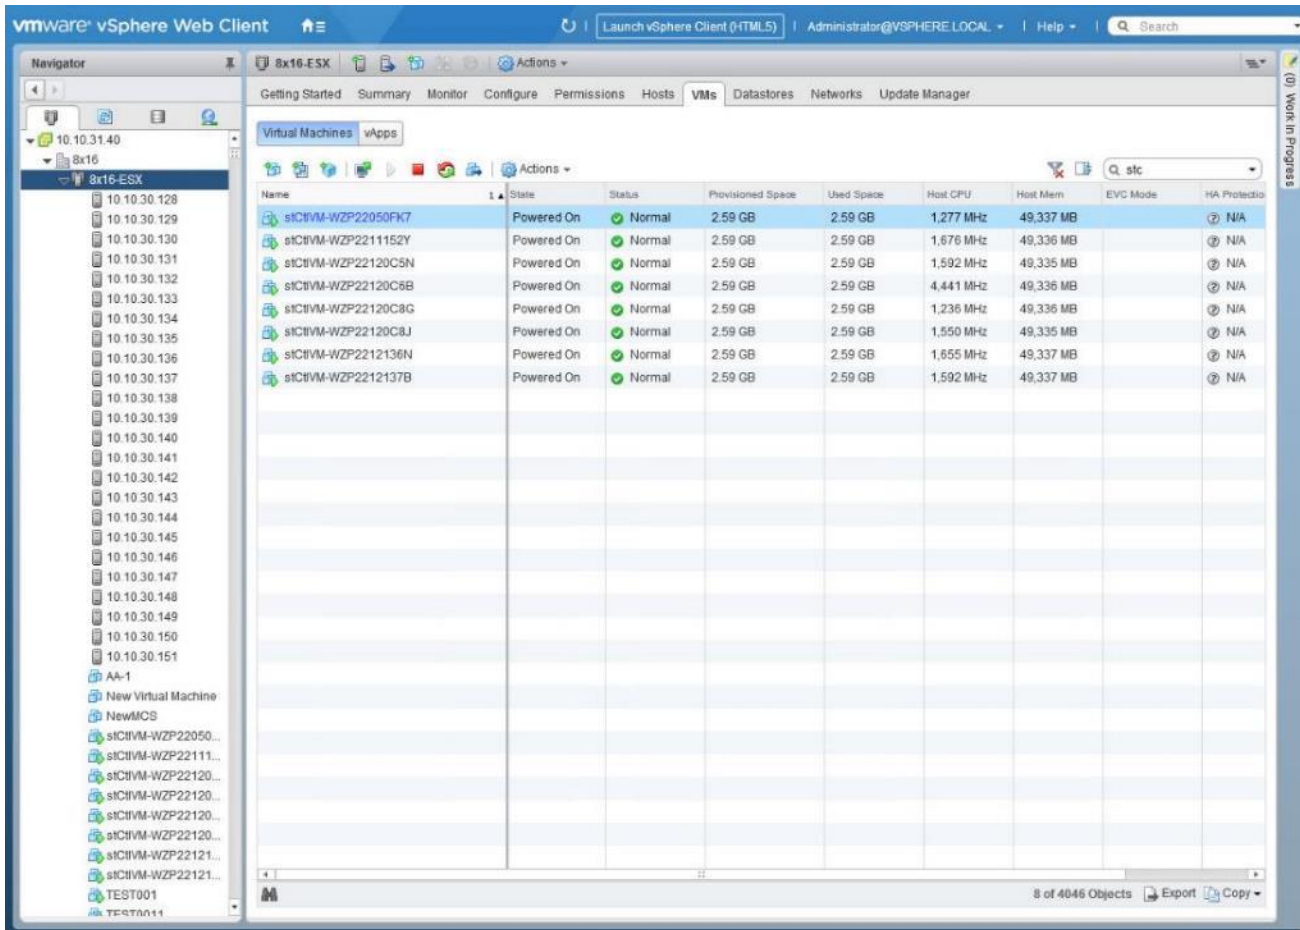 vmware® vSphere Web Client Launch vSphere Client (HTML5) | Administrator@VSPHERE.LOCAL | Help | Search
Navigator
10.10.31.40
8x16
8x16-ESX
10.10.30.128
10.10.30.129
10.10.30.130
10.10.30.131
10.10.30.132
10.10.30.133
10.10.30.134
10.10.30.135
10.10.30.136
10.10.30.137
10.10.30.138
10.10.30.139
10.10.30.140
10.10.30.141
10.10.30.142
10.10.30.143
10.10.30.144
10.10.30.145
10.10.30.146
10.10.30.147
10.10.30.148
10.10.30.149
10.10.30.150
10.10.30.151
AA-1
New Virtual Machine
NewMCS
stCtlVM-WZP22050...
stCtlVM-WZP22111...
stCtlVM-WZP22120...
stCtlVM-WZP22120...
stCtlVM-WZP22120...
stCtlVM-WZP22120...
stCtlVM-WZP22121...
stCtlVM-WZP22121...
TEST001
TEST0011
8x16-ESX Actions
Getting Started Summary Monitor Configure Permissions Hosts VMs Datastores Networks Update Manager
Virtual Machines vApps
Actions stc
Name 1 State Status Provisioned Space Used Space Host CPU Host Mem EVC Mode HA Protectio
stCtlVM-WZP22050FK7 Powered On Normal 2.59 GB 2.59 GB 1,277 MHz 49,337 MB N/A
stCtlVM-WZP2211152Y Powered On Normal 2.59 GB 2.59 GB 1,676 MHz 49,336 MB N/A
stCtlVM-WZP22120C5N Powered On Normal 2.59 GB 2.59 GB 1,592 MHz 49,335 MB N/A
stCtlVM-WZP22120C6B Powered On Normal 2.59 GB 2.59 GB 4,441 MHz 49,336 MB N/A
stCtlVM-WZP22120C8G Powered On Normal 2.59 GB 2.59 GB 1,236 MHz 49,336 MB N/A
stCtlVM-WZP22120C8J Powered On Normal 2.59 GB 2.59 GB 1,550 MHz 49,335 MB N/A
stCtlVM-WZP2212136N Powered On Normal 2.59 GB 2.59 GB 1,655 MHz 49,337 MB N/A
stCtlVM-WZP2212137B Powered On Normal 2.59 GB 2.59 GB 1,592 MHz 49,337 MB N/A
8 of 4046 Objects Export Copy
(0) Work In Progress